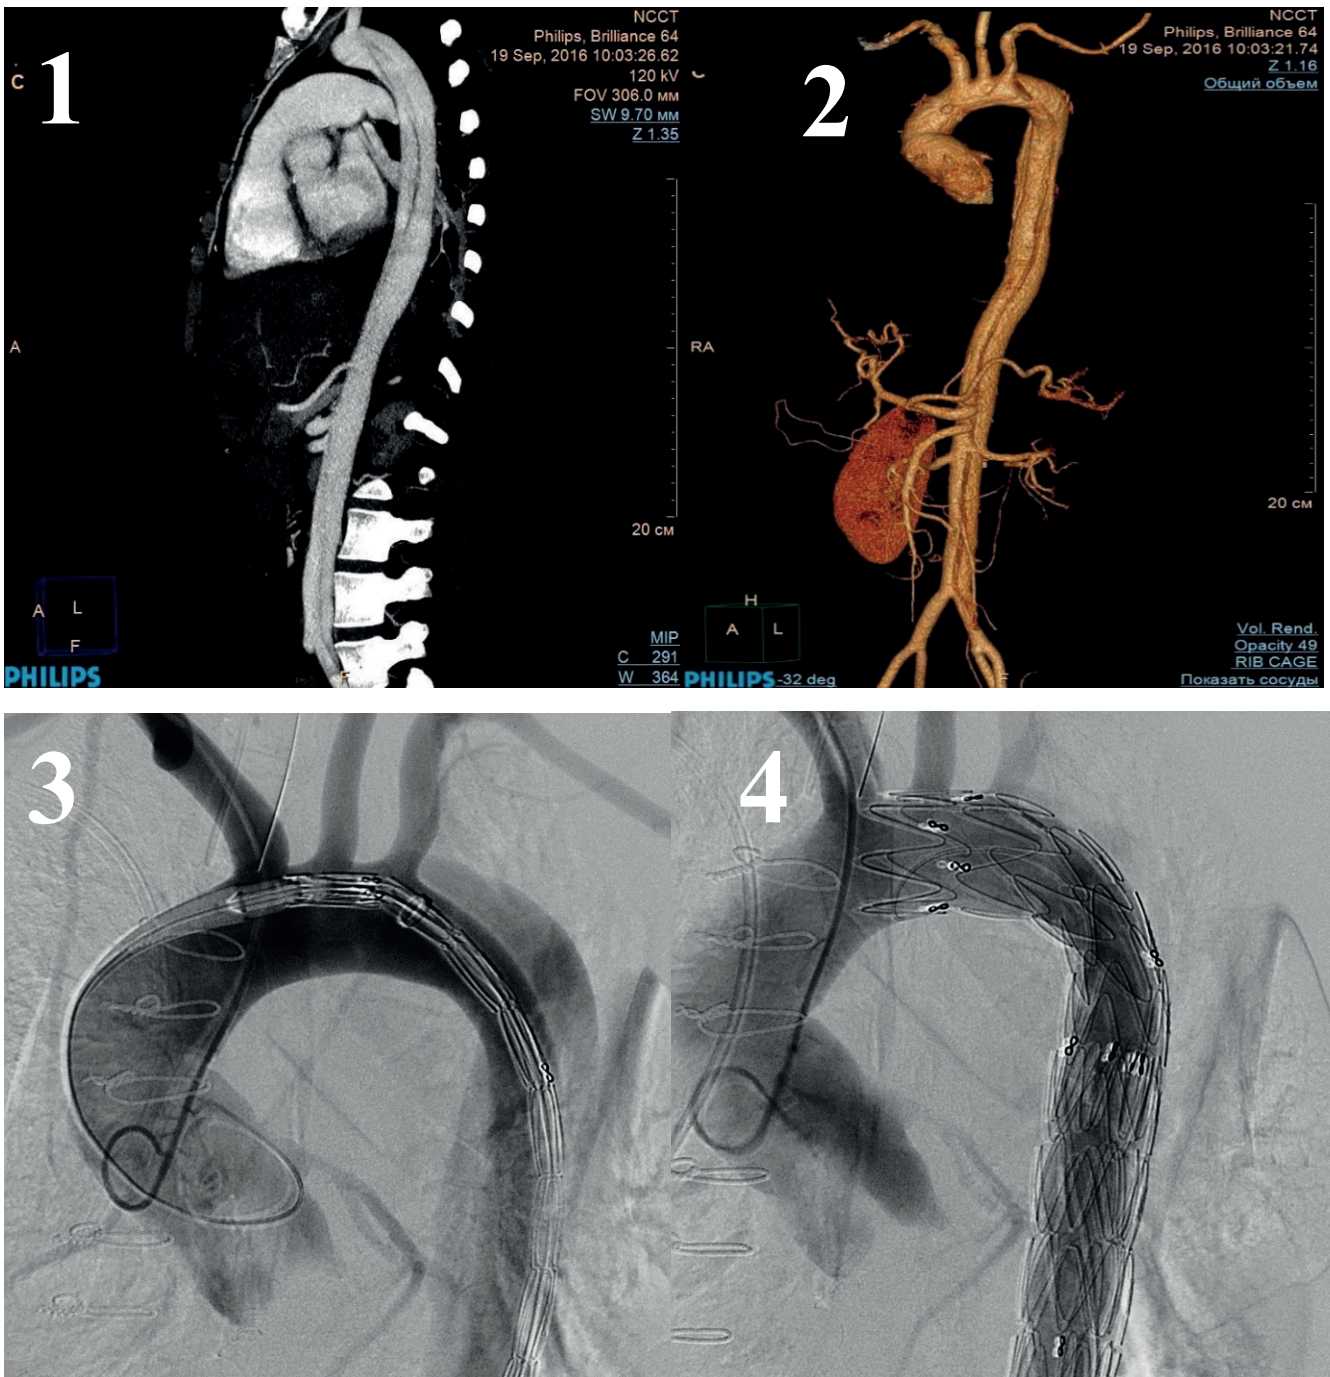 1
C
NCCT
Philips, Brilliance 64
19 Sep, 2016 10:03:26.62
120 kV
FOV 306.0 мм
SW 9.70 мм
Z 1.35
A
20 см
A L
F
MIP
C 291
W 364
F
PHILIPS
2
C
NCCT
Philips, Brilliance 64
19 Sep, 2016 10:03:21.74
Z 1.16
Общий объем
RA
20 см
H
A L
Vol. Rend.
Opacity 49
RIB CAGE
Показать сосуды
F
PHILIPS -32 deg
3
4